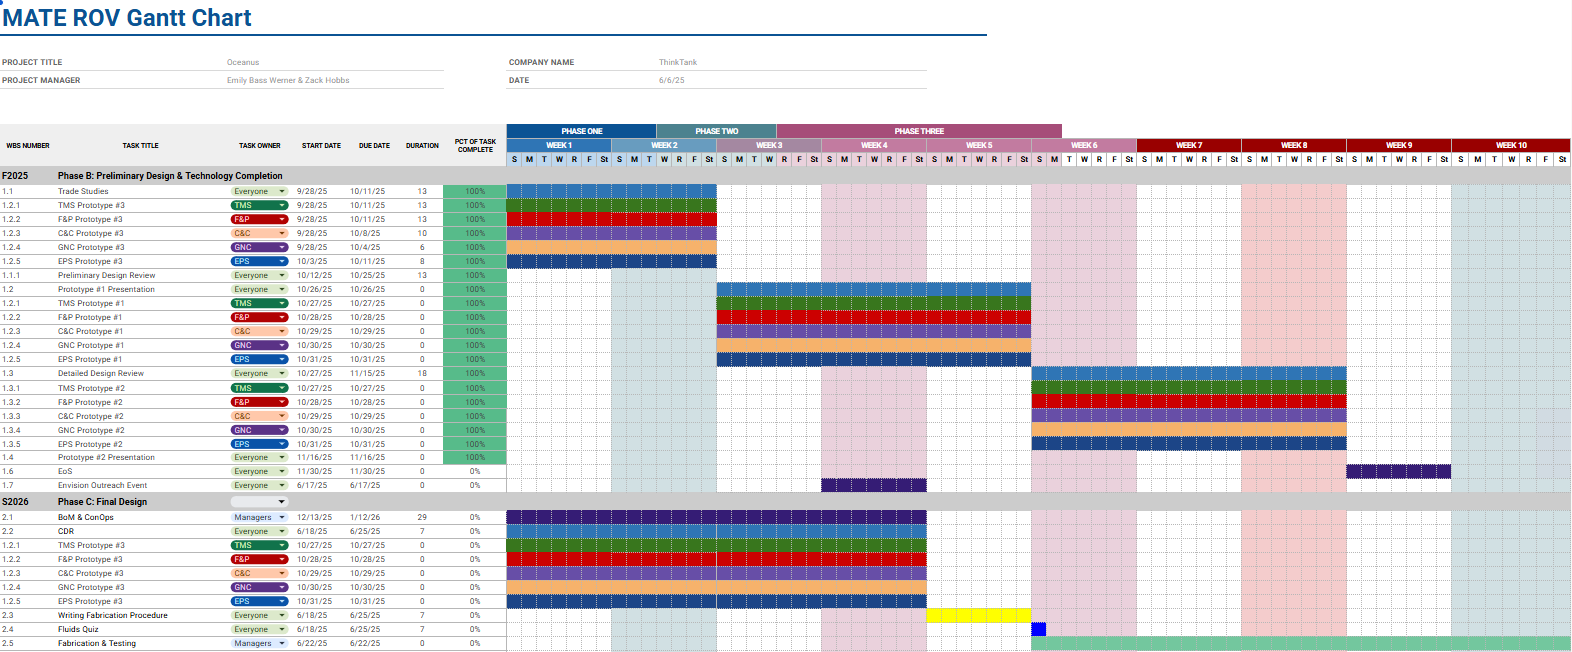 MATE ROV Gantt Chart
PROJECT TITLE Oceanus COMPANY NAME ThinkTank
PROJECT MANAGER Emily Bass Werner & Zack Hobbs DATE 6/6/25
PHASE ONE PHASE TWO PHASE THREE
WBS NUMBER TASK TITLE TASK OWNER START DATE DUE DATE DURATION PCT OF TASK COMPLETE WEEK 1 WEEK 2 WEEK 3 WEEK 4 WEEK 5 WEEK 6 WEEK 7 WEEK 8 WEEK 9 WEEK 10
S M T W R F St S M T W R F St S M T W R F St S M T W R F St S M T W R F St S M T W R F St S M T W R F St S M T W R F St S M T W R F St S M T W R F St
F2025 Phase B: Preliminary Design & Technology Completion
1.1 Trade Studies Everyone 9/28/25 10/11/25 13 100%
1.2.1 TMS Prototype #3 TMS 9/28/25 10/11/25 13 100%
1.2.2 F&P Prototype #3 F&P 9/28/25 10/11/25 13 100%
1.2.3 C&C Prototype #3 C&C 9/28/25 10/8/25 10 100%
1.2.4 GNC Prototype #3 GNC 9/28/25 10/4/25 6 100%
1.2.5 EPS Prototype #3 EPS 10/3/25 10/11/25 8 100%
1.1.1 Preliminary Design Review Everyone 10/12/25 10/25/25 13 100%
1.2 Prototype #1 Presentation Everyone 10/26/25 10/26/25 0 100%
1.2.1 TMS Prototype #1 TMS 10/27/25 10/27/25 0 100%
1.2.2 F&P Prototype #1 F&P 10/28/25 10/28/25 0 100%
1.2.3 C&C Prototype #1 C&C 10/29/25 10/29/25 0 100%
1.2.4 GNC Prototype #1 GNC 10/30/25 10/30/25 0 100%
1.2.5 EPS Prototype #1 EPS 10/31/25 10/31/25 0 100%
1.3 Detailed Design Review Everyone 10/27/25 11/15/25 18 100%
1.3.1 TMS Prototype #2 TMS 10/27/25 10/27/25 0 100%
1.3.2 F&P Prototype #2 F&P 10/28/25 10/28/25 0 100%
1.3.3 C&C Prototype #2 C&C 10/29/25 10/29/25 0 100%
1.3.4 GNC Prototype #2 GNC 10/30/25 10/30/25 0 100%
1.3.5 EPS Prototype #2 EPS 10/31/25 10/31/25 0 100%
1.4 Prototype #2 Presentation Everyone 11/16/25 11/16/25 0 100%
1.6 EoS Everyone 11/30/25 11/30/25 0 0%
1.7 Envision Outreach Event Everyone 6/17/25 6/17/25 0 0%
S2026 Phase C: Final Design
2.1 BoM & ConOps Managers 12/13/25 1/12/26 29 0%
2.2 CDR Everyone 6/18/25 6/25/25 7 0%
1.2.1 TMS Prototype #3 TMS 10/27/25 10/27/25 0 0%
1.2.2 F&P Prototype #3 F&P 10/28/25 10/28/25 0 0%
1.2.3 C&C Prototype #3 C&C 10/29/25 10/29/25 0 0%
1.2.4 GNC Prototype #3 GNC 10/30/25 10/30/25 0 0%
1.2.5 EPS Prototype #3 EPS 10/31/25 10/31/25 0 0%
2.3 Writing Fabrication Procedure Everyone 6/18/25 6/25/25 7 0%
2.4 Fluids Quiz Everyone 6/18/25 6/25/25 7 0%
2.5 Fabrication & Testing Managers 6/22/25 6/22/25 0 0%